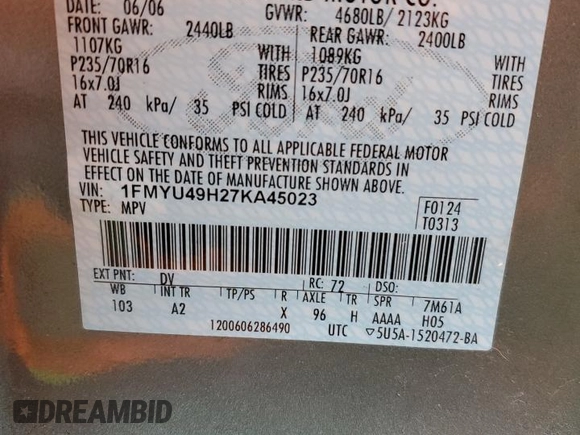 MOTOR CO.
DATE: 06/06 GVWR: 4680LB/ 2123KG
FRONT GAWR: 2440LB REAR GAWR: 2400LB
1107KG 1089KG
P235/70R16 TIRES P235/70R16 TIRES
16x7.0J RIMS 16x7.0J RIMS
AT 240 kPa/ 35 PSI COLD AT 240 kPa/ 35 PSI COLD
THIS VEHICLE CONFORMS TO ALL APPLICABLE FEDERAL MOTOR
VEHICLE SAFETY AND THEFT PREVENTION STANDARDS IN
EFFECT ON THE DATE OF MANUFACTURE SHOWN ABOVE.
VIN: 1FMYU49H27KA45023
TYPE: MPV
F0124
T0313
EXT PNT: DV RC: 72 DSO:
WB INT TR TP/PS R AXLE TR SPR 7M61A
103 A2 X 96 H AAAA H05
1200606286490 UTC ▽5U5A-1520472-BA
DREAMBID